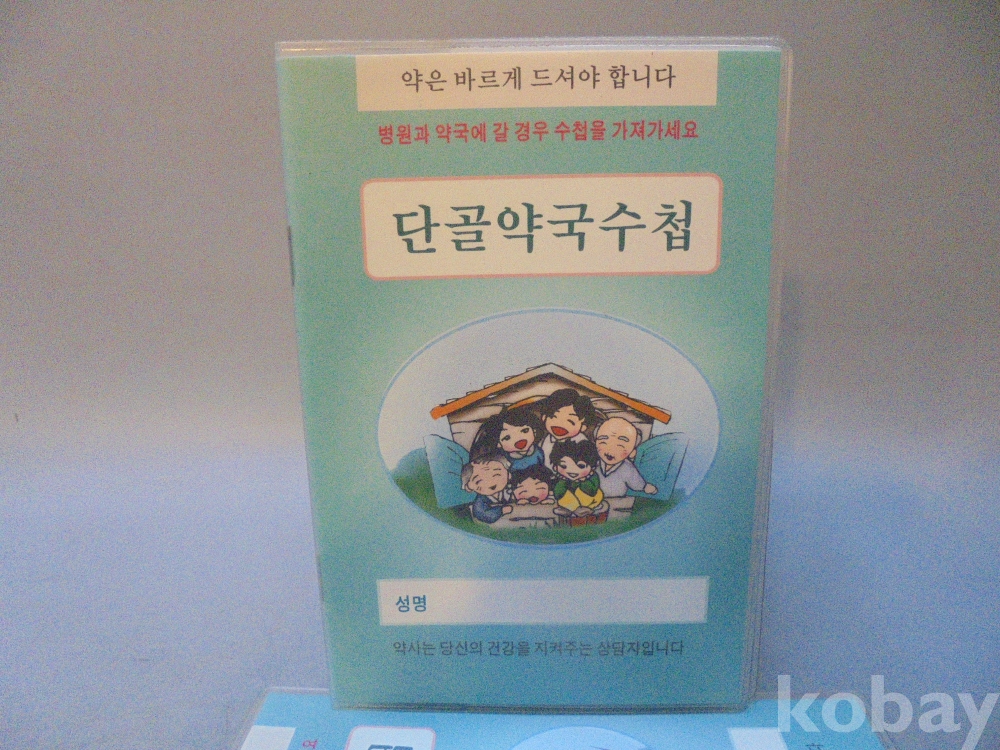 약은 바르게 드셔야 합니다
병원과 약국에 갈 경우 수첩을 가져가세요
단골약국수첩
성명
약사는 당신의 건강을 지켜주는 상담자입니다
kobay